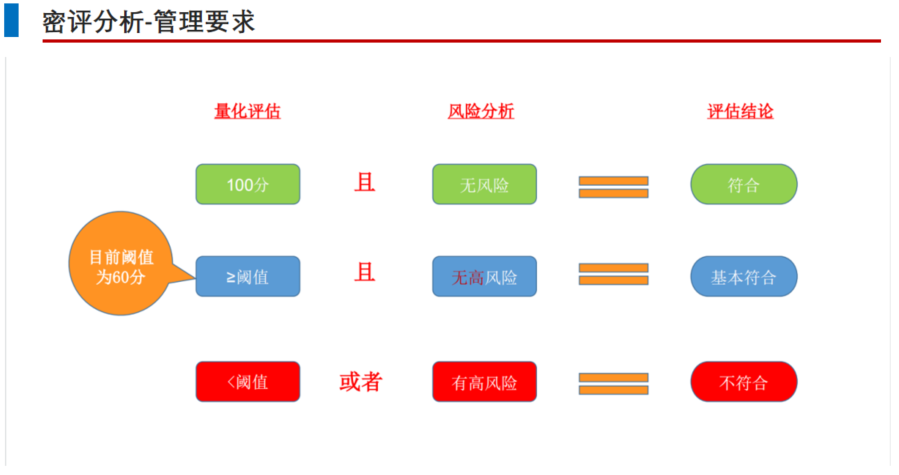 密评分析-管理要求
量化评估
风险分析
评估结论
100分
且
无风险
符合
目前阈值
为60分
≥阈值
且
无高风险
基本符合
<阈值
或者
有高风险
不符合